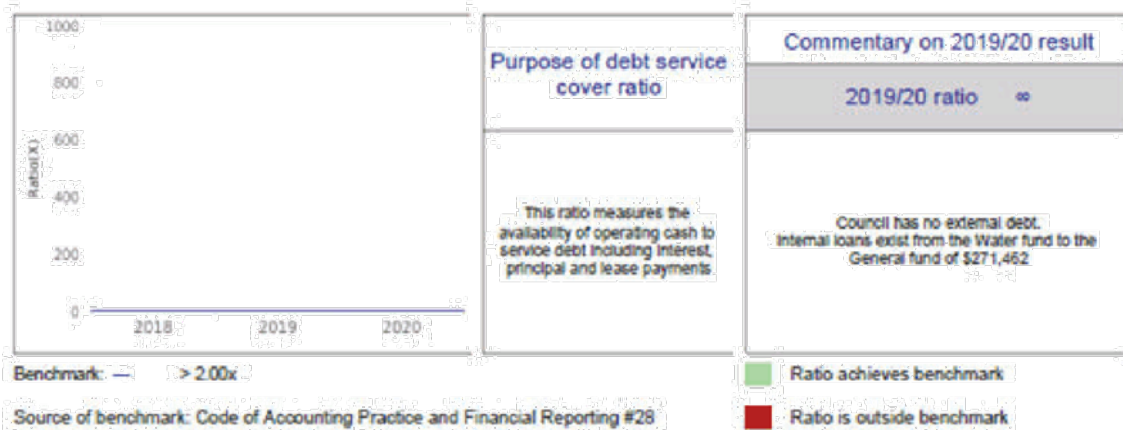 1000
800
600
400
200
0
Ratio(X)
2018 2019 2020
Purpose of debt service
cover ratio
This ratio measures the
availability of operating cash to
service debt including interest,
principal and lease payments
Commentary on 2019/20 result
2019/20 ratio ∞
Council has no external debt.
Internal loans exist from the Water fund to the
General fund of $271,462
Benchmark: — > 2.00x
Source of benchmark: Code of Accounting Practice and Financial Reporting #28
Ratio achieves benchmark
Ratio is outside benchmark